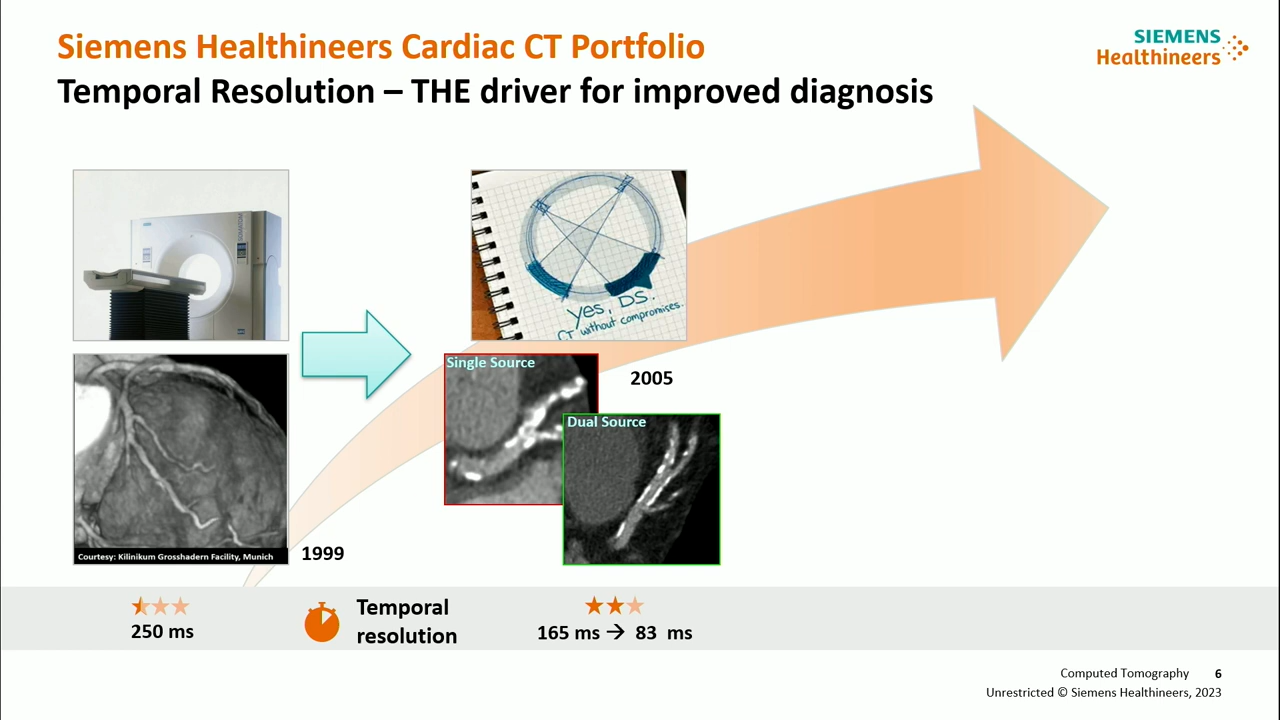 Siemens Healthineers Cardiac CT Portfolio
Temporal Resolution – THE driver for improved diagnosis
SIEMENS
Healthineers
yes, DS.
CT without compromises.
Single Source
2005
Dual Source
Courtesy: Kilinikum Grosshadern Facility, Munich
1999
250 ms
Temporal
resolution
165 ms → 83 ms
Computed Tomography 6
Unrestricted © Siemens Healthineers, 2023